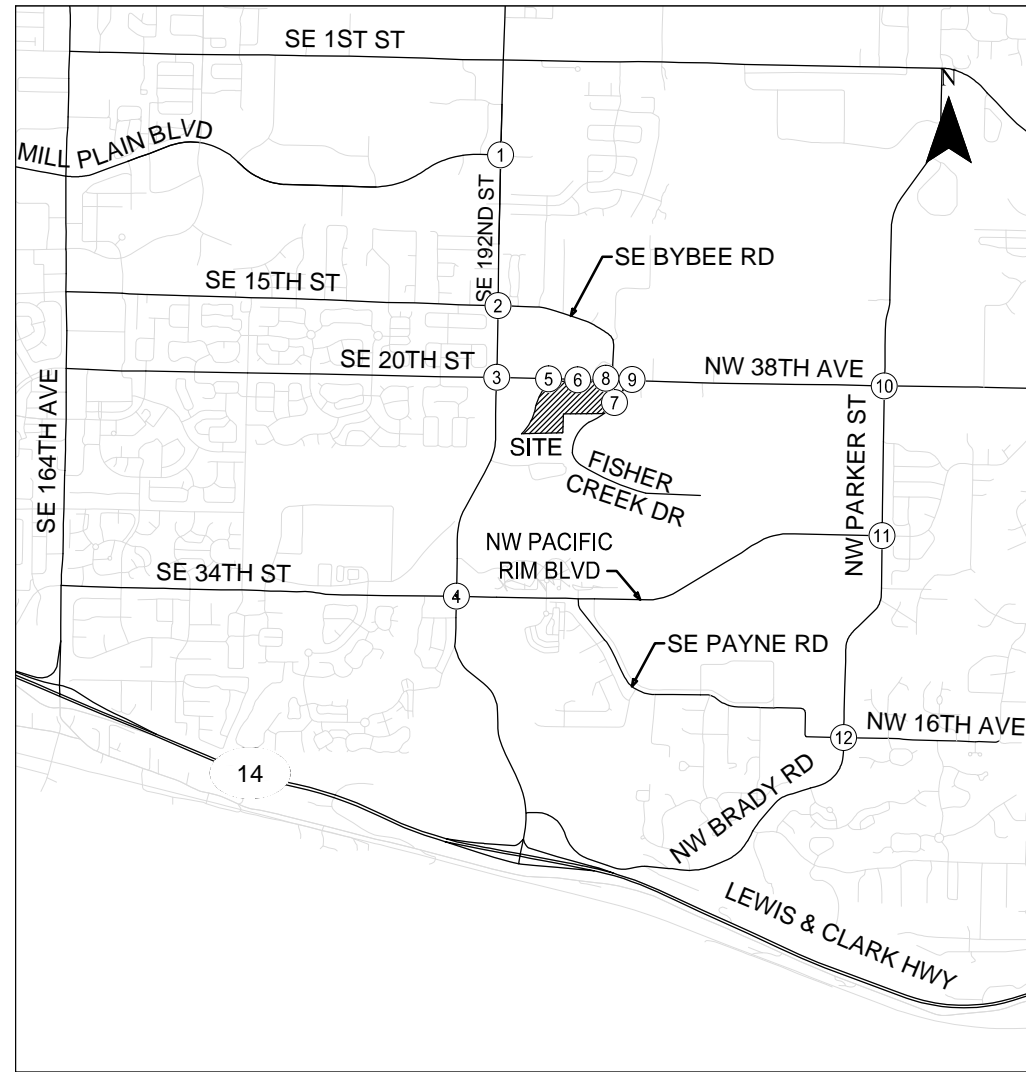 SE 1ST ST
N
MILL PLAIN BLVD
1
SE 192ND ST
SE BYBEE RD
SE 15TH ST
2
SE 20TH ST
3
5
6
8
9
NW 38TH AVE
10
7
SITE
FISHER
CREEK DR
SE 164TH AVE
NW PARKER ST
NW PACIFIC
RIM BLVD
11
SE 34TH ST
4
SE PAYNE RD
NW 16TH AVE
12
14
NW BRADY RD
LEWIS & CLARK HWY